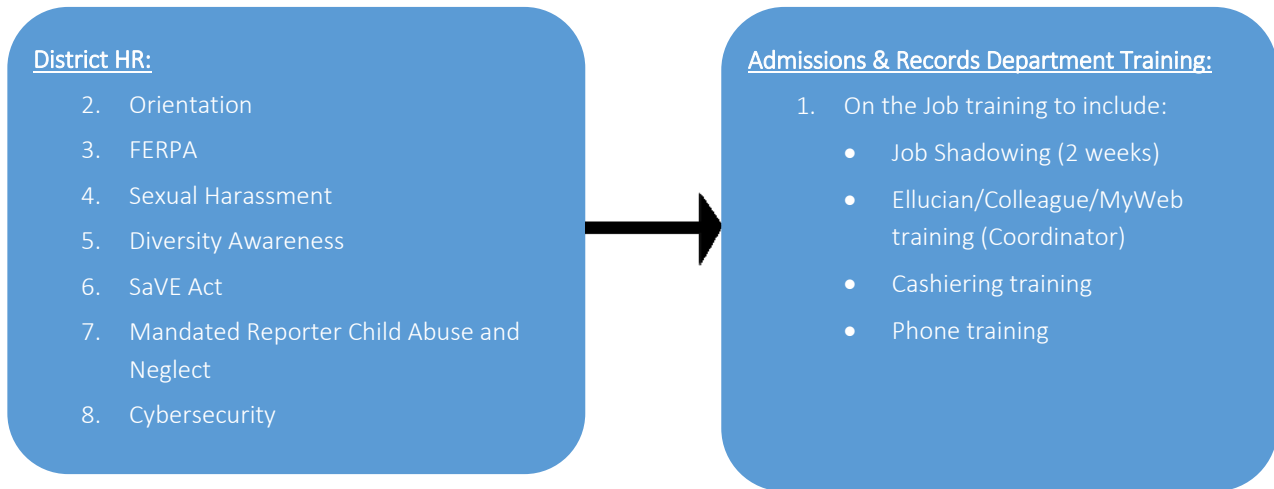 District HR:
2. Orientation
3. FERPA
4. Sexual Harassment
5. Diversity Awareness
6. SaVE Act
7. Mandated Reporter Child Abuse and
Neglect
8. Cybersecurity
Admissions & Records Department Training:
1. On the Job training to include:
• Job Shadowing (2 weeks)
• Ellucian/Colleague/MyWeb
training (Coordinator)
• Cashiering training
• Phone training